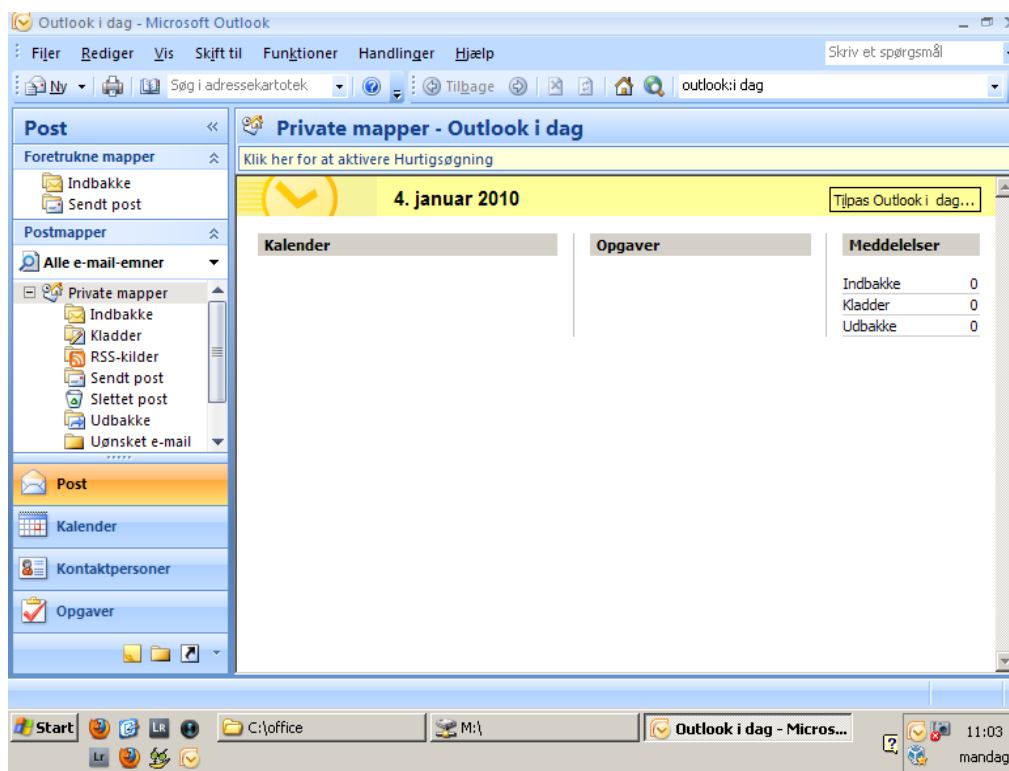 Outlook i dag - Microsoft Outlook
Filer Rediger Vis Skift til Funktioner Handlinger Hjælp Skriv et spørgsmål
Ny Søg i adressekartotek Tilbage outlook:i dag
Post «
Foretrukne mapper
Indbakke
Sendt post
Postmapper
Alle e-mail-emner
Private mapper
Indbakke
Kladder
RSS-kilder
Sendt post
Slettet post
Udbakke
Uønsket e-mail
Post
Kalender
Kontaktpersoner
Opgaver
Private mapper - Outlook i dag
Klik her for at aktivere Hurtigsøgning
4. januar 2010 Tilpas Outlook i dag...
Kalender Opgaver Meddelelser
Indbakke 0
Kladder 0
Udbakke 0
Start LR C:\office M:\ Outlook i dag - Micros... 11:03
Lr mandag